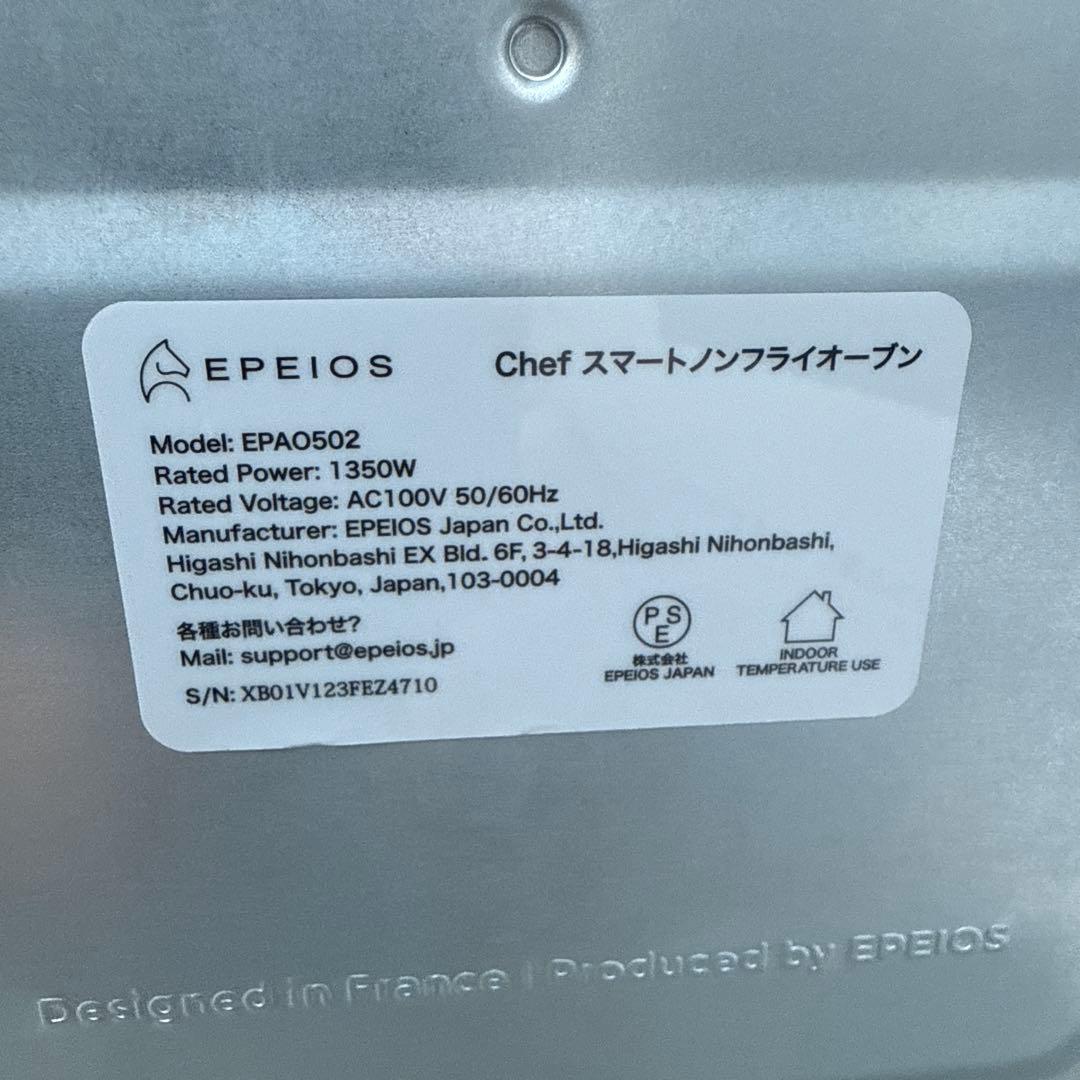 EPEIOS
Chef スマートノンフライオーブン
Model: EPAO502
Rated Power: 1350W
Rated Voltage: AC100V 50/60Hz
Manufacturer: EPEIOS Japan Co.,Ltd.
Higashi Nihonbashi EX Bld. 6F, 3-4-18,Higashi Nihonbashi,
Chuo-ku, Tokyo, Japan,103-0004
各種お問い合わせ?
Mail: support@epeios.jp
S/N: XB01V123FEZ4710
PSE
株式会社
EPEIOS JAPAN
INDOOR
TEMPERATURE USE
Designed in France | Produced by EPEIOS